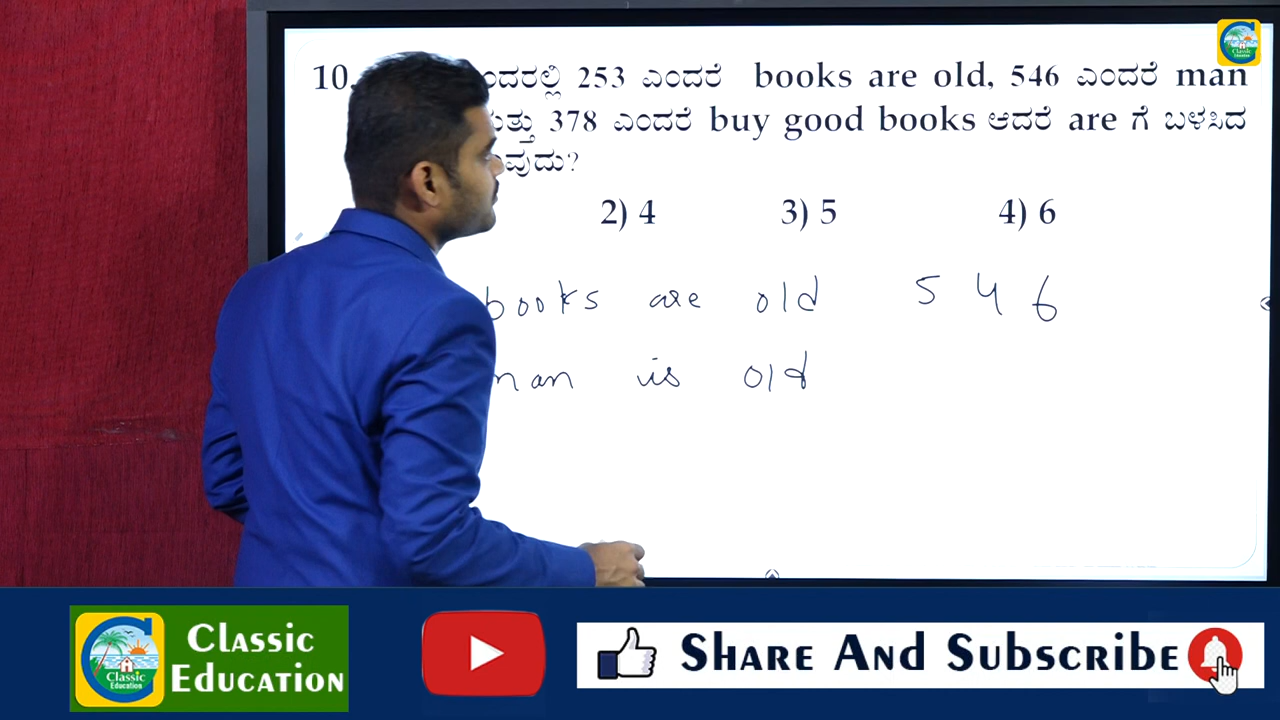 10. ಎಂದರಲ್ಲಿ 253 ಎಂದರೆ books are old, 546 ಎಂದರೆ man
378 ಎಂದರೆ buy good books ಆದರೆ are ಗೆ ಬಳಸಿದ
2) 4 3) 5 4) 6
books are old 5 4 6
man is old
Classic Education
SHARE AND SUBSCRIBE